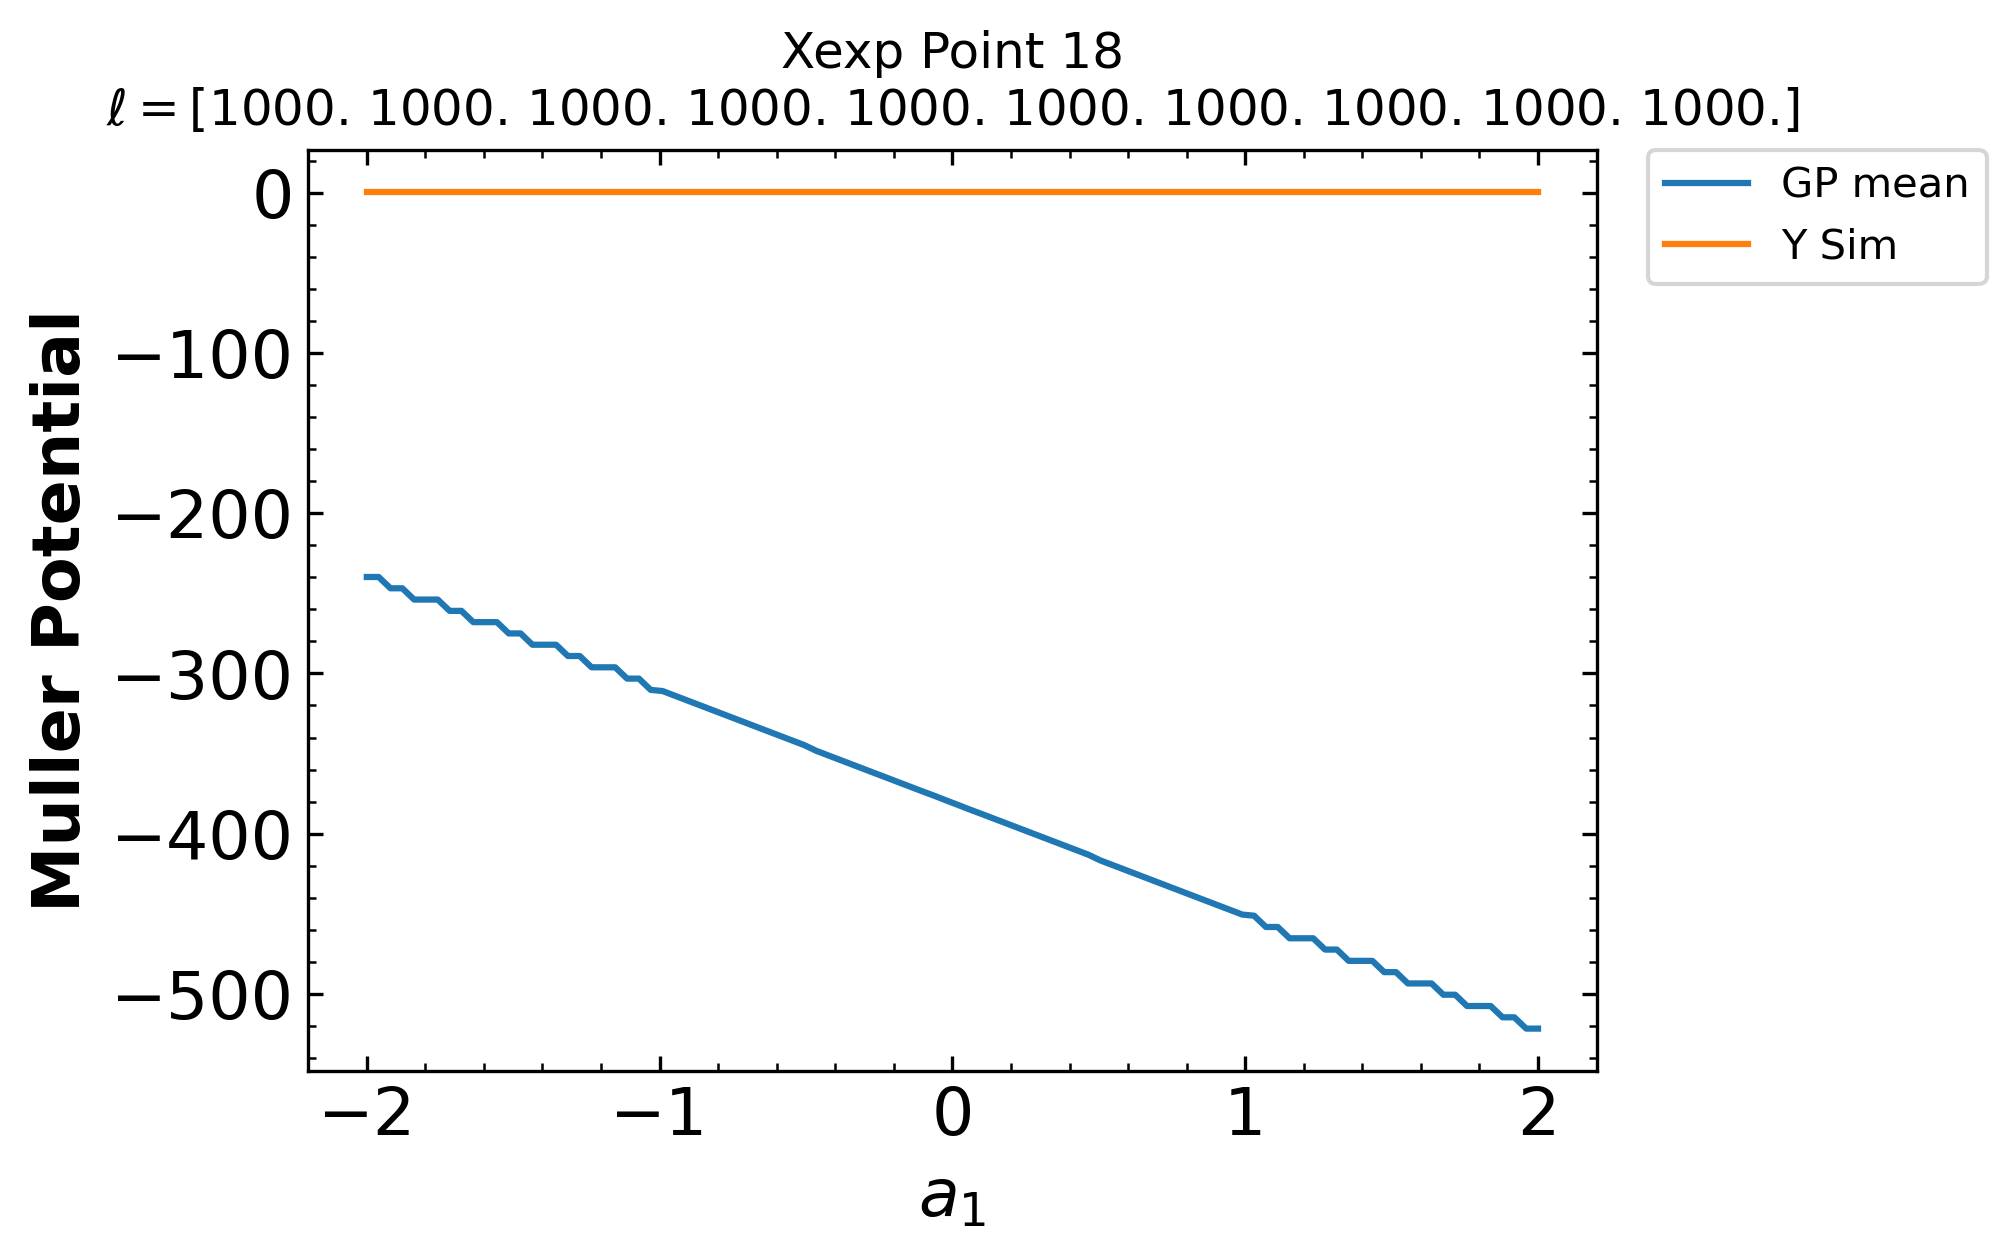 Xexp Point 18
ℓ = [1000. 1000. 1000. 1000. 1000. 1000. 1000. 1000. 1000. 1000.]
GP mean
Y Sim
Muller Potential
0
−100
−200
−300
−400
−500
−2 −1 0 1 2
a₁